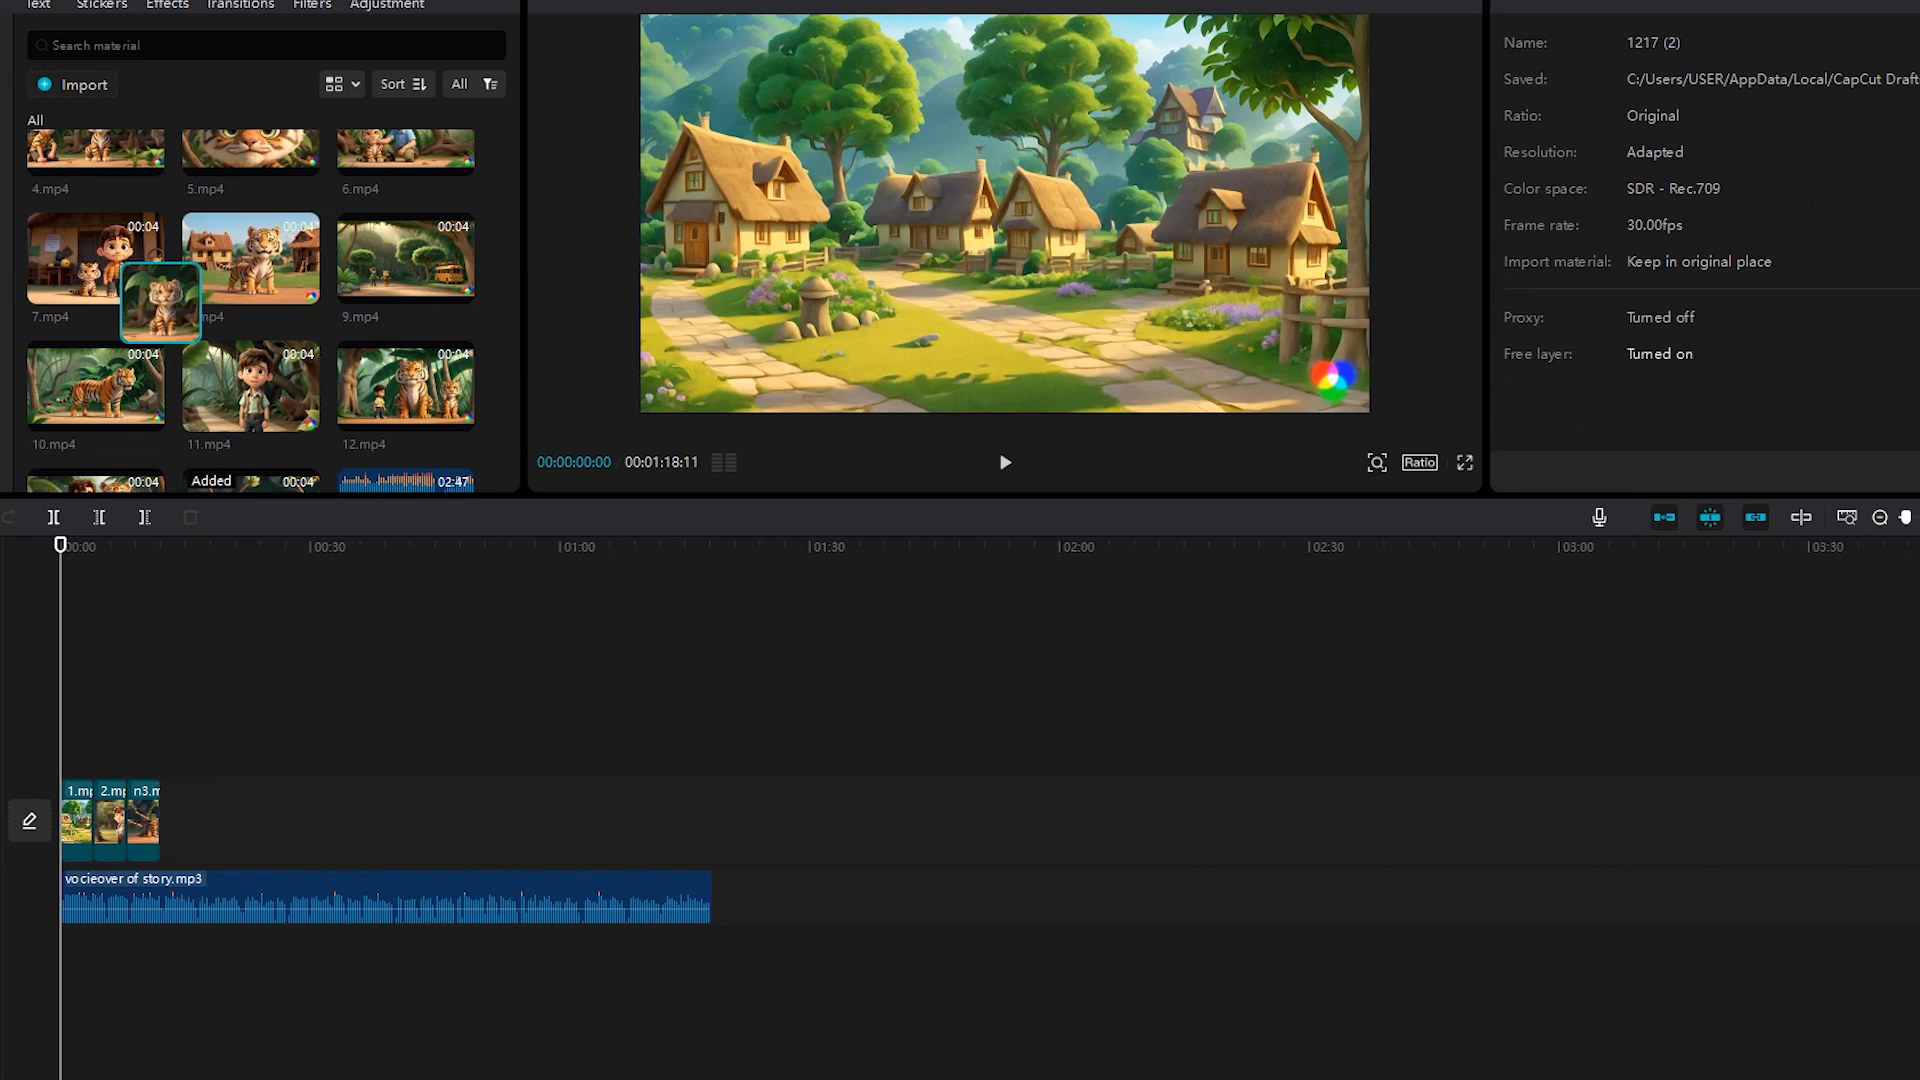 Text Stickers Effects Transitions Filters Adjustment
Search material
Import
Sort
All
All
4.mp4
5.mp4
6.mp4
00:04
00:04
00:04
7.mp4
mp4
9.mp4
00:04
00:04
00:04
10.mp4
11.mp4
12.mp4
00:04
Added
00:04
02:47
00:00:00:00
00:01:18:11
Ratio
Name: 1217 (2)
Saved: C:/Users/USER/AppData/Local/CapCut Draft
Ratio: Original
Resolution: Adapted
Color space: SDR - Rec.709
Frame rate: 30.00fps
Import material: Keep in original place
Proxy: Turned off
Free layer: Turned on
00:00 00:30 01:00 01:30 02:00 02:30 03:00 03:30
1.mp 2.mp n3.m
vocieover of story.mp3